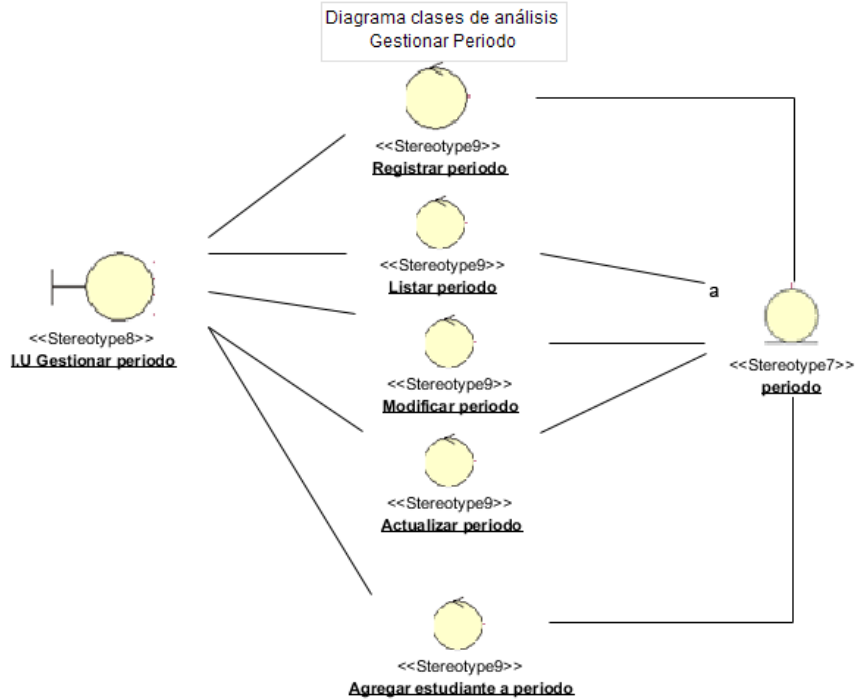 Diagrama clases de análisis
Gestionar Periodo
<<Stereotype9>>
Registrar periodo
<<Stereotype9>>
Listar periodo
a
<<Stereotype8>>
I.U Gestionar periodo
<<Stereotype9>>
Modificar periodo
<<Stereotype7>>
periodo
<<Stereotype9>>
Actualizar periodo
<<Stereotype9>>
Agregar estudiante a periodo